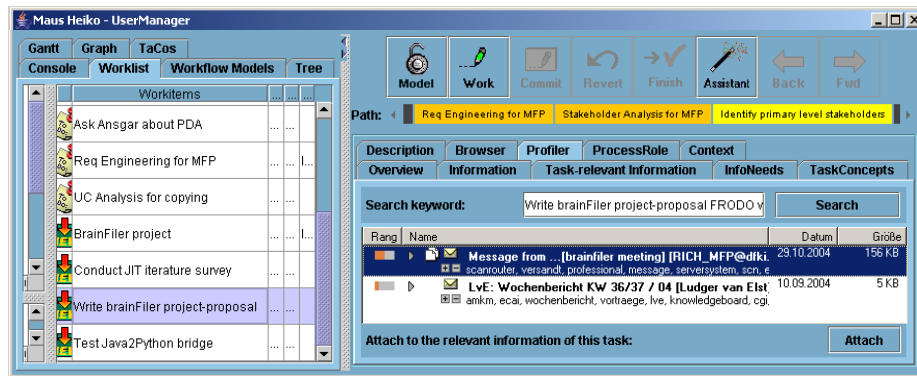 Maus Heiko - UserManager
Gantt Graph TaCos
Console Worklist Workflow Models Tree
Workitems ... ... ...
Ask Ansgar about PDA ... ...
Req Engineering for MFP ... ... I...
UC Analysis for copying ... ...
BrainFiler project ... ... I...
Conduct JIT iterature survey ... ...
Write brainFiler project-proposal ... ...
Test Java2Python bridge ... ...
Model Work Commit Revert Finish Assistant Back Fwd
Path: Req Engineering for MFP Stakeholder Analysis for MFP Identify primary level stakeholders
Description Browser Profiler ProcessRole Context
Overview Information Task-relevant Information InfoNeeds TaskConcepts
Search keyword: Write brainFiler project-proposal FRODO v Search
Rang Name Datum Größe
Message from ...[brainfiler meeting] [RICH_MFP@dfki. 29.10.2004 156 KB
scanrouter, versandt, professional, message, serversystem, scn, e
LvE: Wochenbericht KW 36/37 / 04 [Ludger van Elst] 10.09.2004 5 KB
amkm, ecai, wochenbericht, vortraege, lve, knowledgeboard, cgi,
Attach to the relevant information of this task: Attach